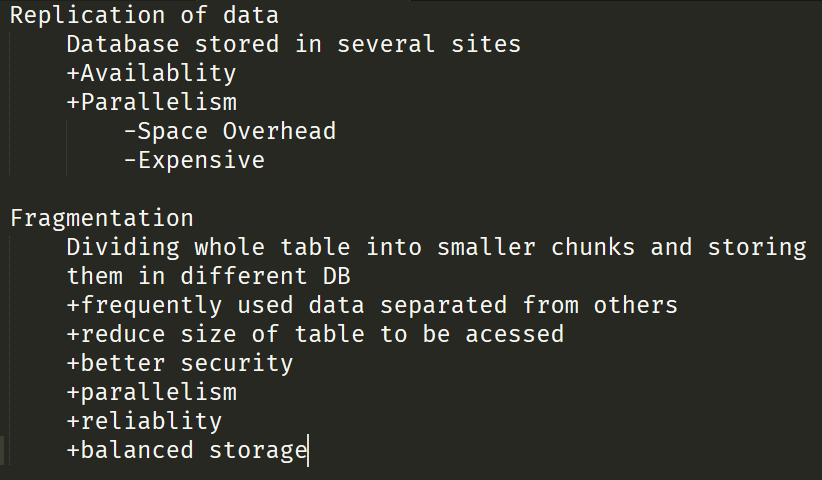 Replication of data
Database stored in several sites
+Availablity
+Parallelism
-Space Overhead
-Expensive
Fragmentation
Dividing whole table into smaller chunks and storing
them in different DB
+frequently used data separated from others
+reduce size of table to be acessed
+better security
+parallelism
+reliablity
+balanced storage